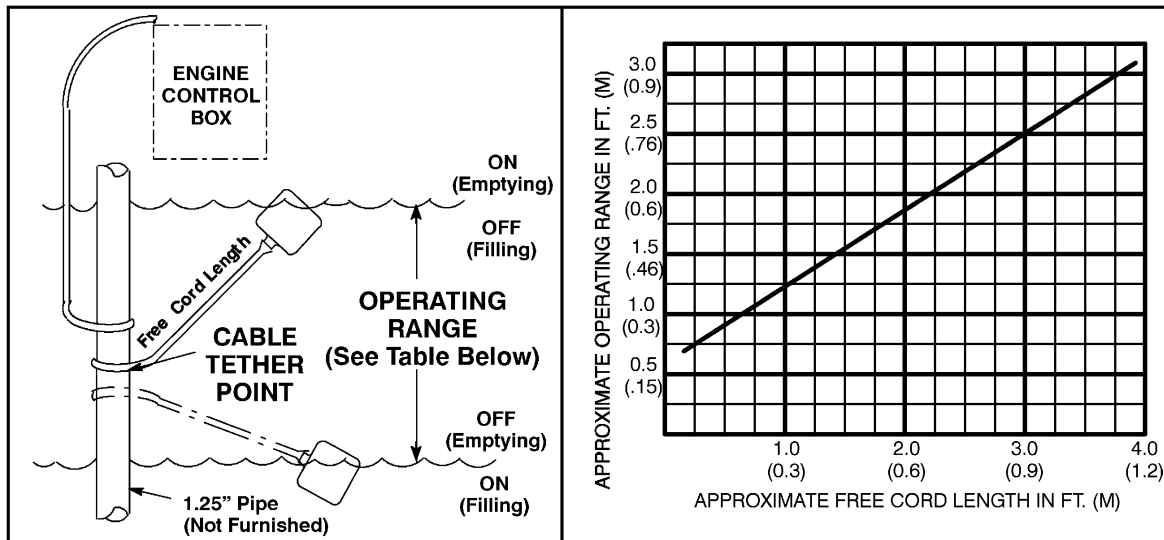 ENGINE
CONTROL
BOX
ON
(Emptying)
OFF
(Filling)
Free Cord Length
OPERATING
RANGE
(See Table Below)
CABLE
TETHER
POINT
OFF
(Emptying)
ON
(Filling)
1.25” Pipe
(Not Furnished)
APPROXIMATE OPERATING RANGE IN FT. (M)
3.0
(0.9)
2.5
(.76)
2.0
(0.6)
1.5
(.46)
1.0
(0.3)
0.5
(.15)
1.0 2.0 3.0 4.0
(0.3) (0.6) (0.9) (1.2)
APPROXIMATE FREE CORD LENGTH IN FT. (M)